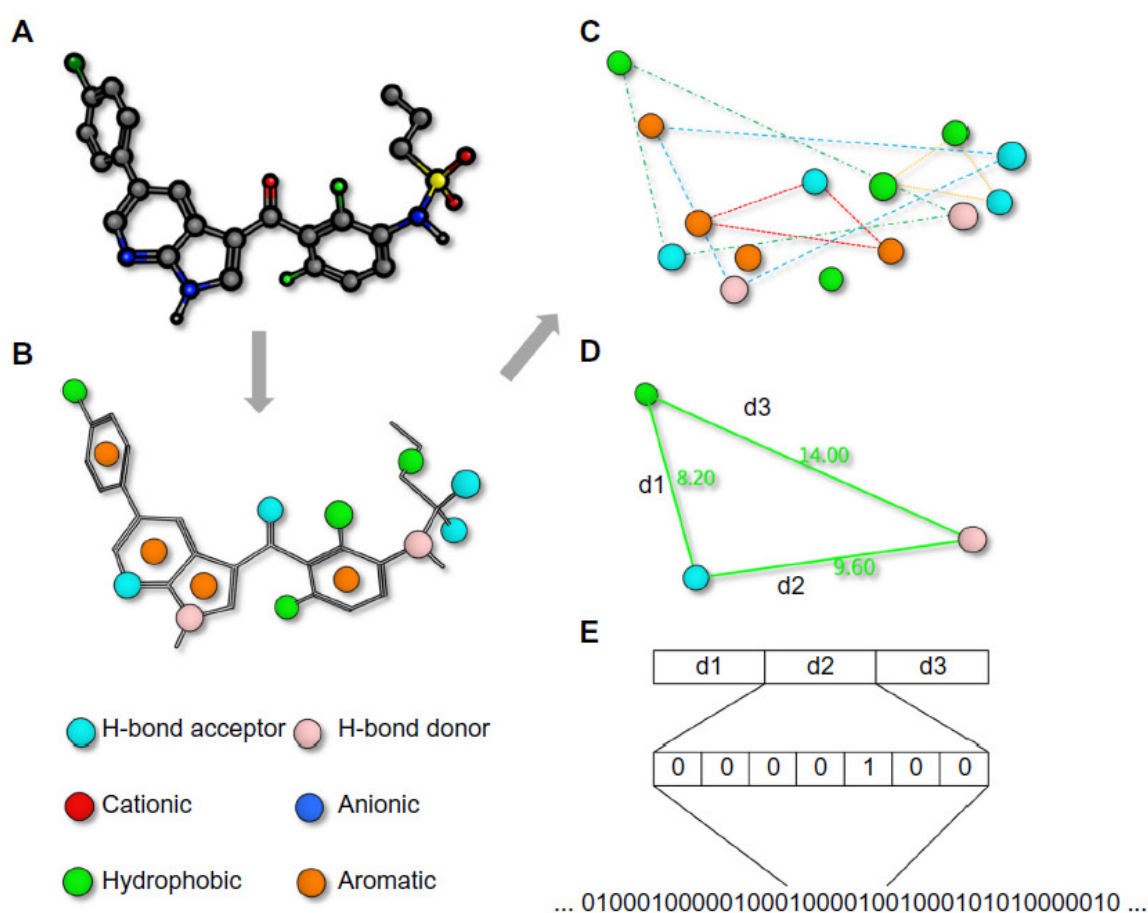 A
C
B
D
d3
14.00
d1
8.20
9.60
d2
E
d1 d2 d3
0 0 0 0 1 0 0
H-bond acceptor H-bond donor
Cationic Anionic
Hydrophobic Aromatic
... 010001000001000100001001000101010000010 ...